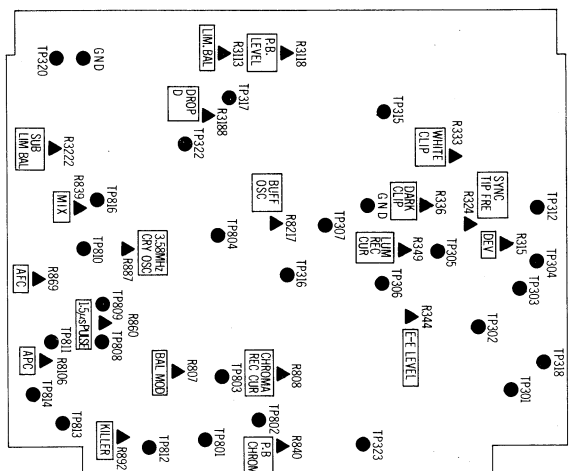 TP318
TP312
TP304
TP303
SYNC
TIP FRE
R315
DEV
TP301
R324
TP302
R333
WHITE
CLIP
TP305
R336
DARK
CLIP
R344
E-E LEVEL
R349
LUM
REC
CUR
TP315
GND
TP306
TP323
TP307
R3118
P.B.
LEVEL
R8217
BUFF
OSC
TP316
R808
CHROMA
REC CUR
R840
P.B
CHROM
TP802
TP317
R3113
LIM. BAL
TP804
TP803
R3188
DROP
D
TP801
TP322
R807
BAL MOD
TP812
3.58MHz
CRY OSC
R887
R860
1.5µsPULSE
R892
KILLER
TP816
TP809
TP808
GND
TP810
R839
MIX
TP813
R3222
SUB
LIM BAL
TP320
TP811
R8106
APC
R869
AFC
TP814